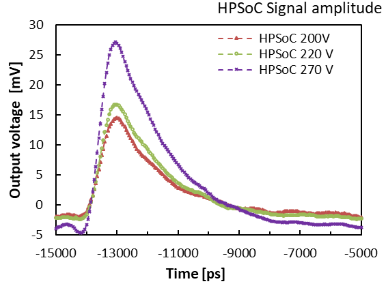 HPSoC Signal amplitude
HPSoC 200V
HPSoC 220 V
HPSoC 270 V
Output voltage [mV]
30
25
20
15
10
5
0
-5
-15000 -13000 -11000 -9000 -7000 -5000
Time [ps]